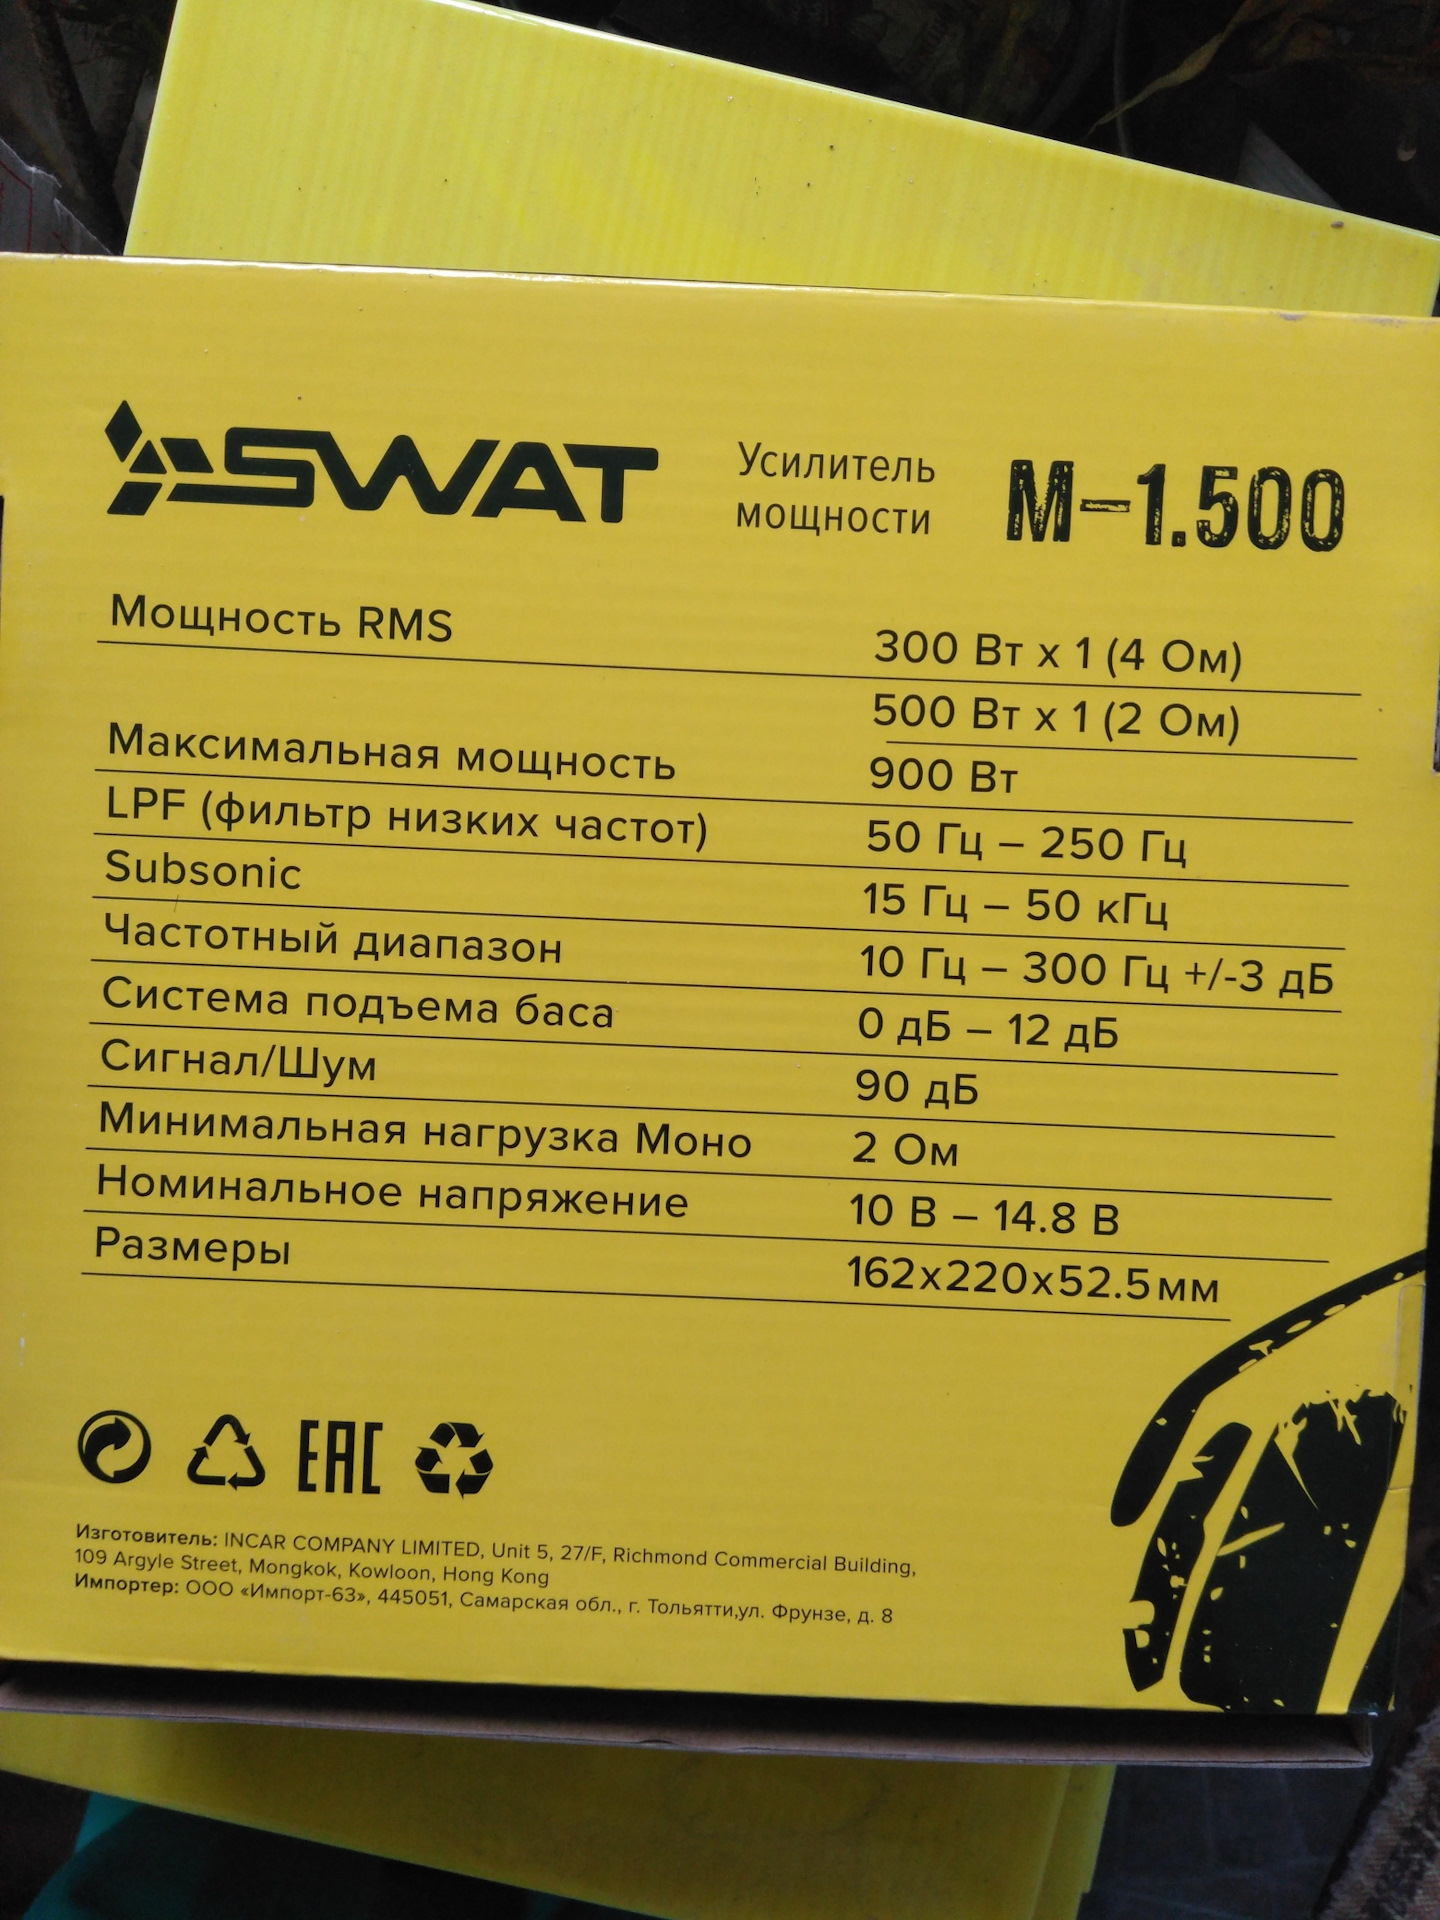 SWAT
Усилитель
мощности
М-1.500
Мощность RMS 300 Вт x 1 (4 Ом)
500 Вт x 1 (2 Ом)
Максимальная мощность 900 Вт
LPF (фильтр низких частот) 50 Гц – 250 Гц
Subsonic 15 Гц – 50 кГц
Частотный диапазон 10 Гц – 300 Гц +/-3 дБ
Система подъема баса 0 дБ – 12 дБ
Сигнал/Шум 90 дБ
Минимальная нагрузка Моно 2 Ом
Номинальное напряжение 10 В – 14.8 В
Размеры 162x220x52.5мм
EAC
Изготовитель: INCAR COMPANY LIMITED, Unit 5, 27/F, Richmond Commercial Building,
109 Argyle Street, Mongkok, Kowloon, Hong Kong
Импортер: ООО «Импорт-63», 445051, Самарская обл., г. Тольятти,ул. Фрунзе, д. 8